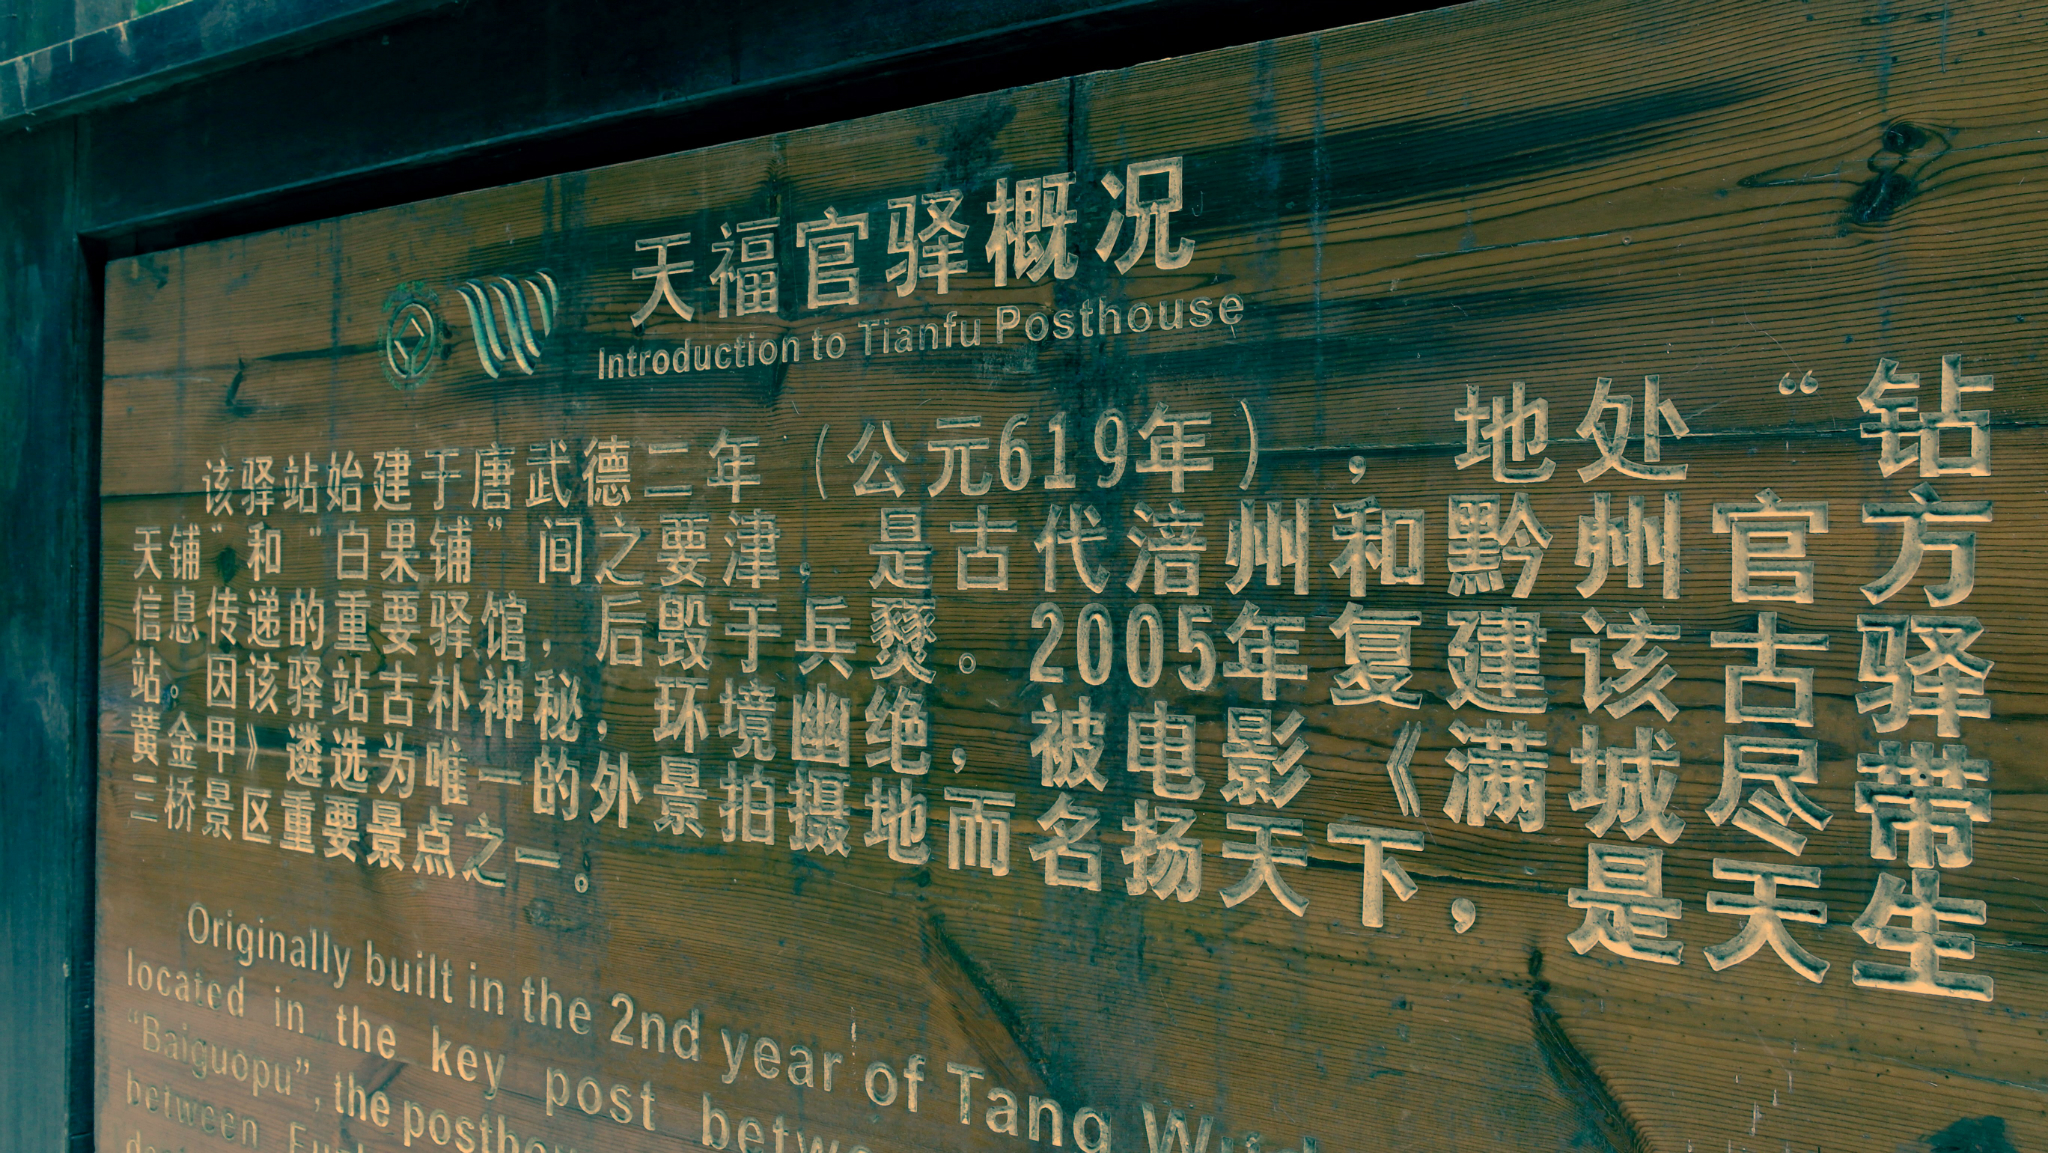 天福官驿概况
Introduction to Tianfu Posthouse
该驿站始建于唐武德二年（公元619年），地处“钻
天铺“和“白果铺”间之要津，是古代涪州和黔州官方
信息传递的重要驿馆，后毁于兵燹。2005年复建该古驿
站。因该驿站古朴神秘，环境幽绝，被电影《满城尽带
黄金甲》遴选为唯一的外景拍摄地而名扬天下，是天生
三桥景区重要景点之一。
Originally built in the 2nd year of Tang
located in the key post
“Baiguopu”, the
between